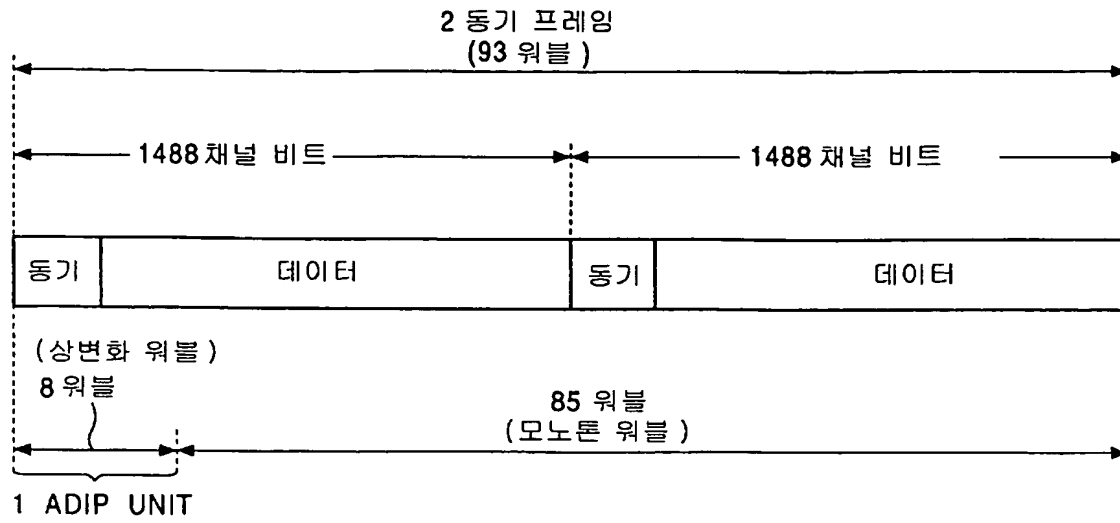 2 동기 프레임
(93 워블)
1488 채널 비트
1488 채널 비트
동기
데이터
동기
데이터
(상변화 워블)
8 워블
85 워블
(모노톤 워블)
1 ADIP UNIT